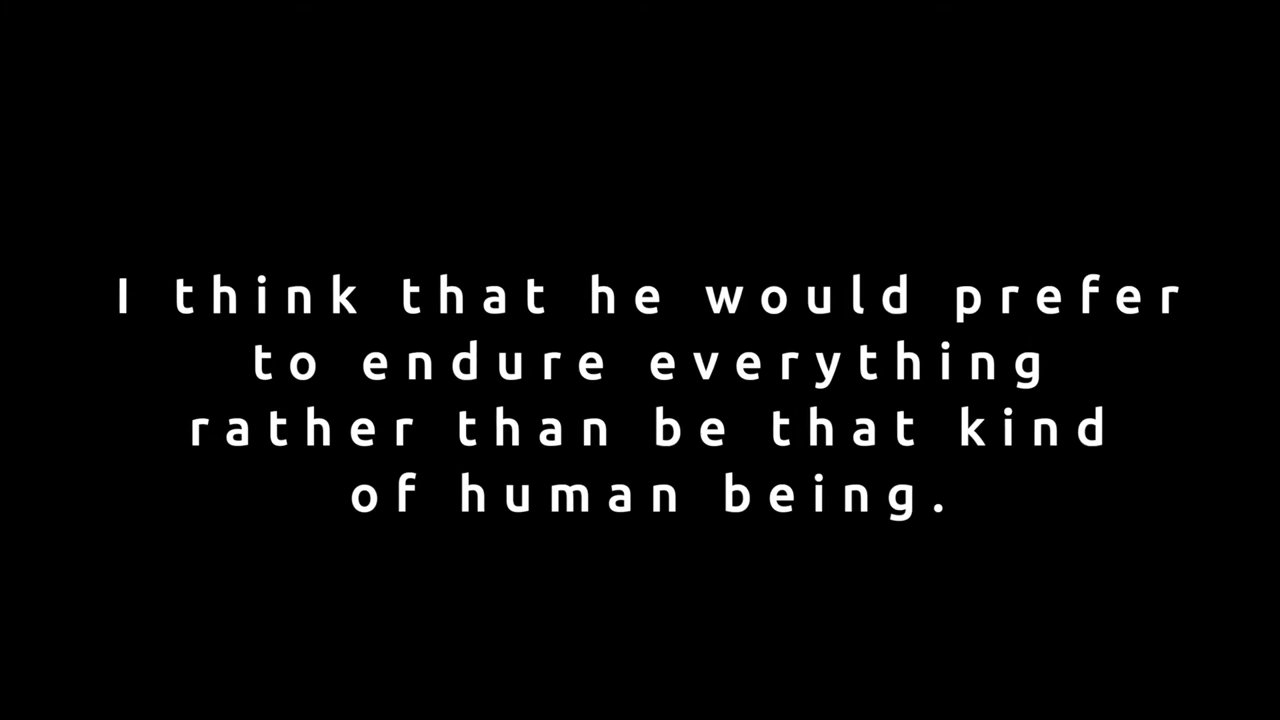 I think that he would prefer
to endure everything
rather than be that kind
of human being.